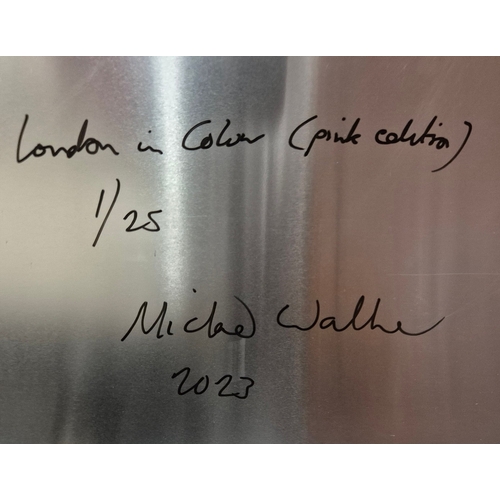 London in Colour (pink edition)
1/25
Michael Walker
2023